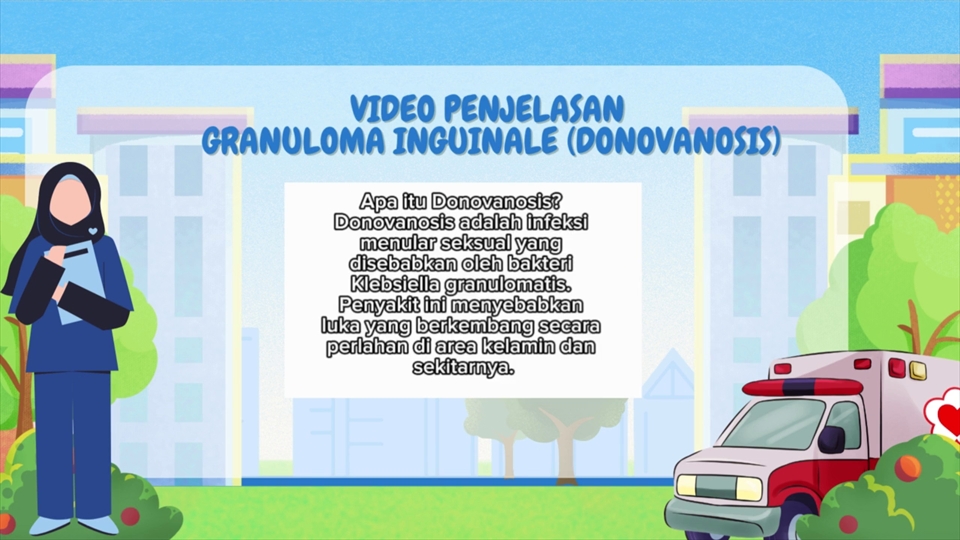 VIDEO PENJELASAN
GRANULOMA INGUINALE (DONOVANOSIS)
Apa itu Donovanosis?
Donovanosis adalah infeksi
menular seksual yang
disebabkan oleh bakteri
Klebsiella granulomatis.
Penyakit ini menyebabkan
luka yang berkembang secara
perlahan di area kelamin dan
sekitarnya.